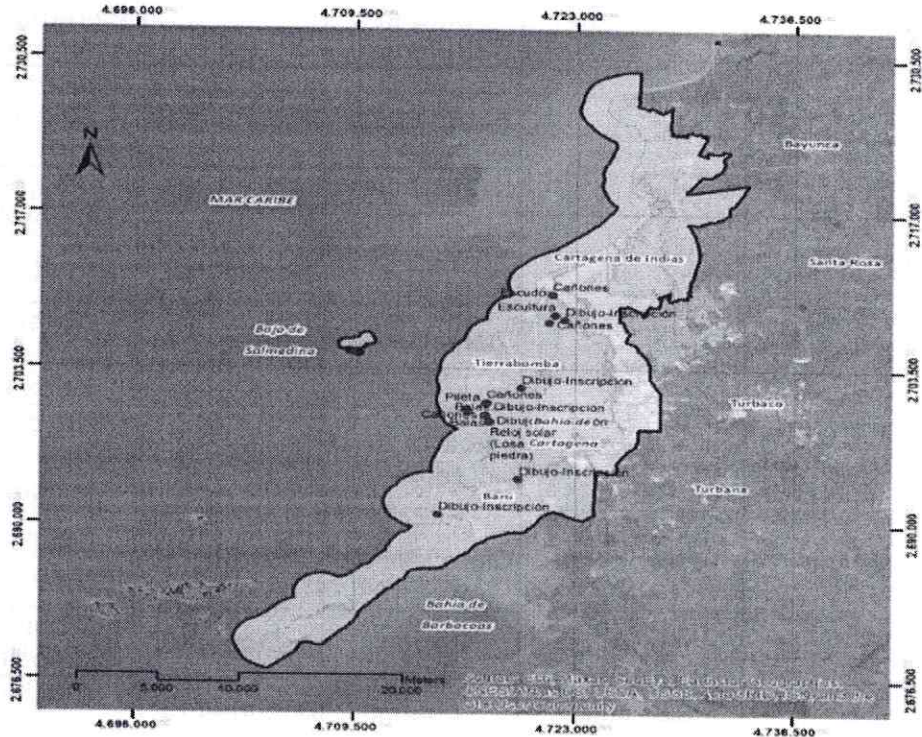 4.696.000 4.709.500 4.723.000 4.736.500
2.730.500 2.730.500
N
Bayunca
MAR CARIBE
2.717.000 2.717.000
Cartagena de Indias
Santa Rosa
Escudo Cañones
Escultura Dibujo-Inscripción
Cañones
Bajo de
Salmedina
2.703.500 2.703.500
Tierrabomba
Dibujo-Inscripción
Pileta Cañones
Turbaco
Dibujo-Inscripción
Cañones
Bahía de
Reloj solar
(Losa Cartagena
piedra)
Dibujo-Inscripción
Turbana
Barú
Dibujo-Inscripción
2.690.000 2.690.000
Bahía de
Barbacoas
Meters
0 5.000 10.000 20.000
2.676.500 2.676.500
4.696.000 4.709.500 4.723.000 4.736.500